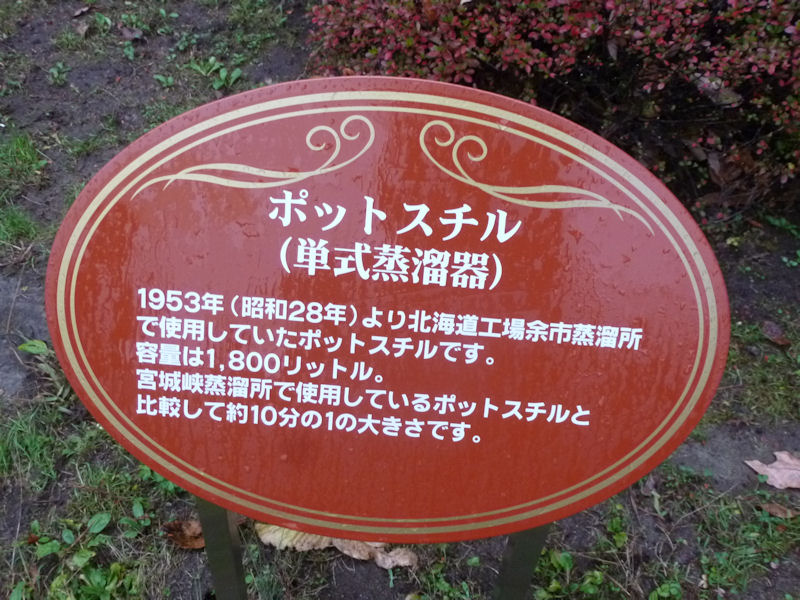 ポットスチル
(単式蒸溜器)
1953年(昭和28年)より北海道工場余市蒸溜所
で使用していたポットスチルです。
容量は1,800リットル。
宮城峡蒸溜所で使用しているポットスチルと
比較して約10分の1の大きさです。